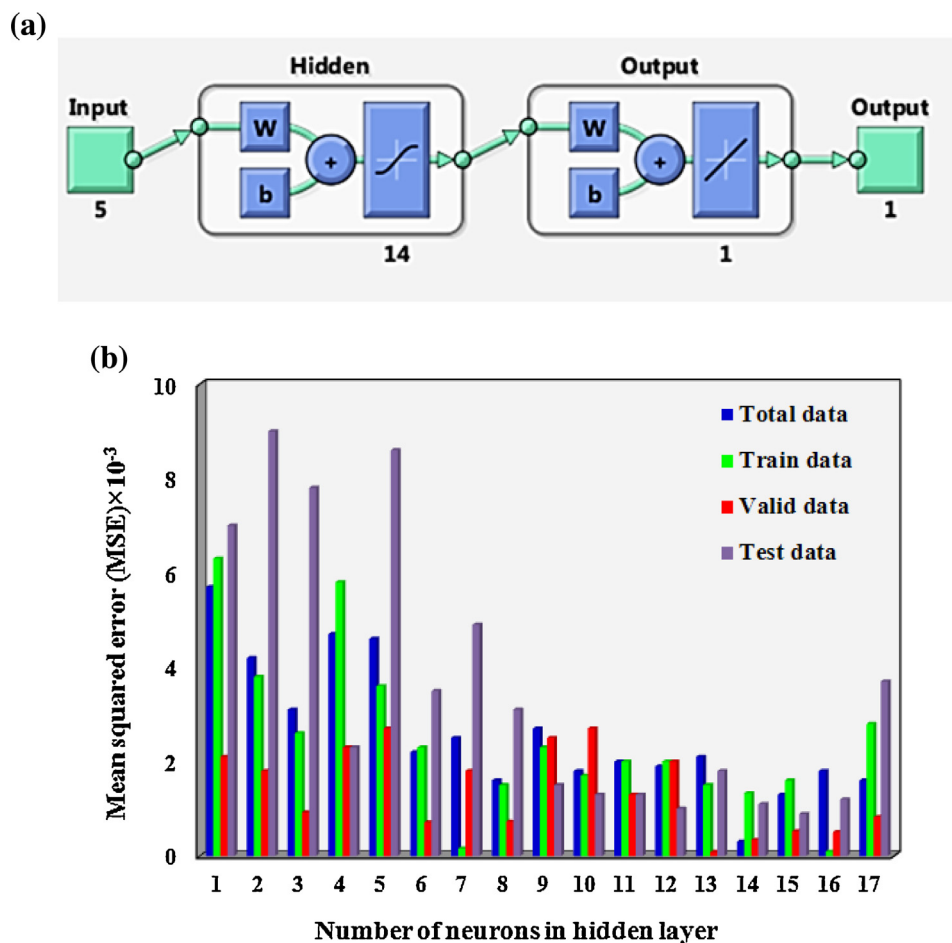 (a)
Hidden
Output
Input
Output
W
b
+
W
b
+
5
14
1
1
(b)
Mean squared error (MSE)×10-3
10
8
6
4
2
0
Total data
Train data
Valid data
Test data
1 2 3 4 5 6 7 8 9 10 11 12 13 14 15 16 17
Number of neurons in hidden layer